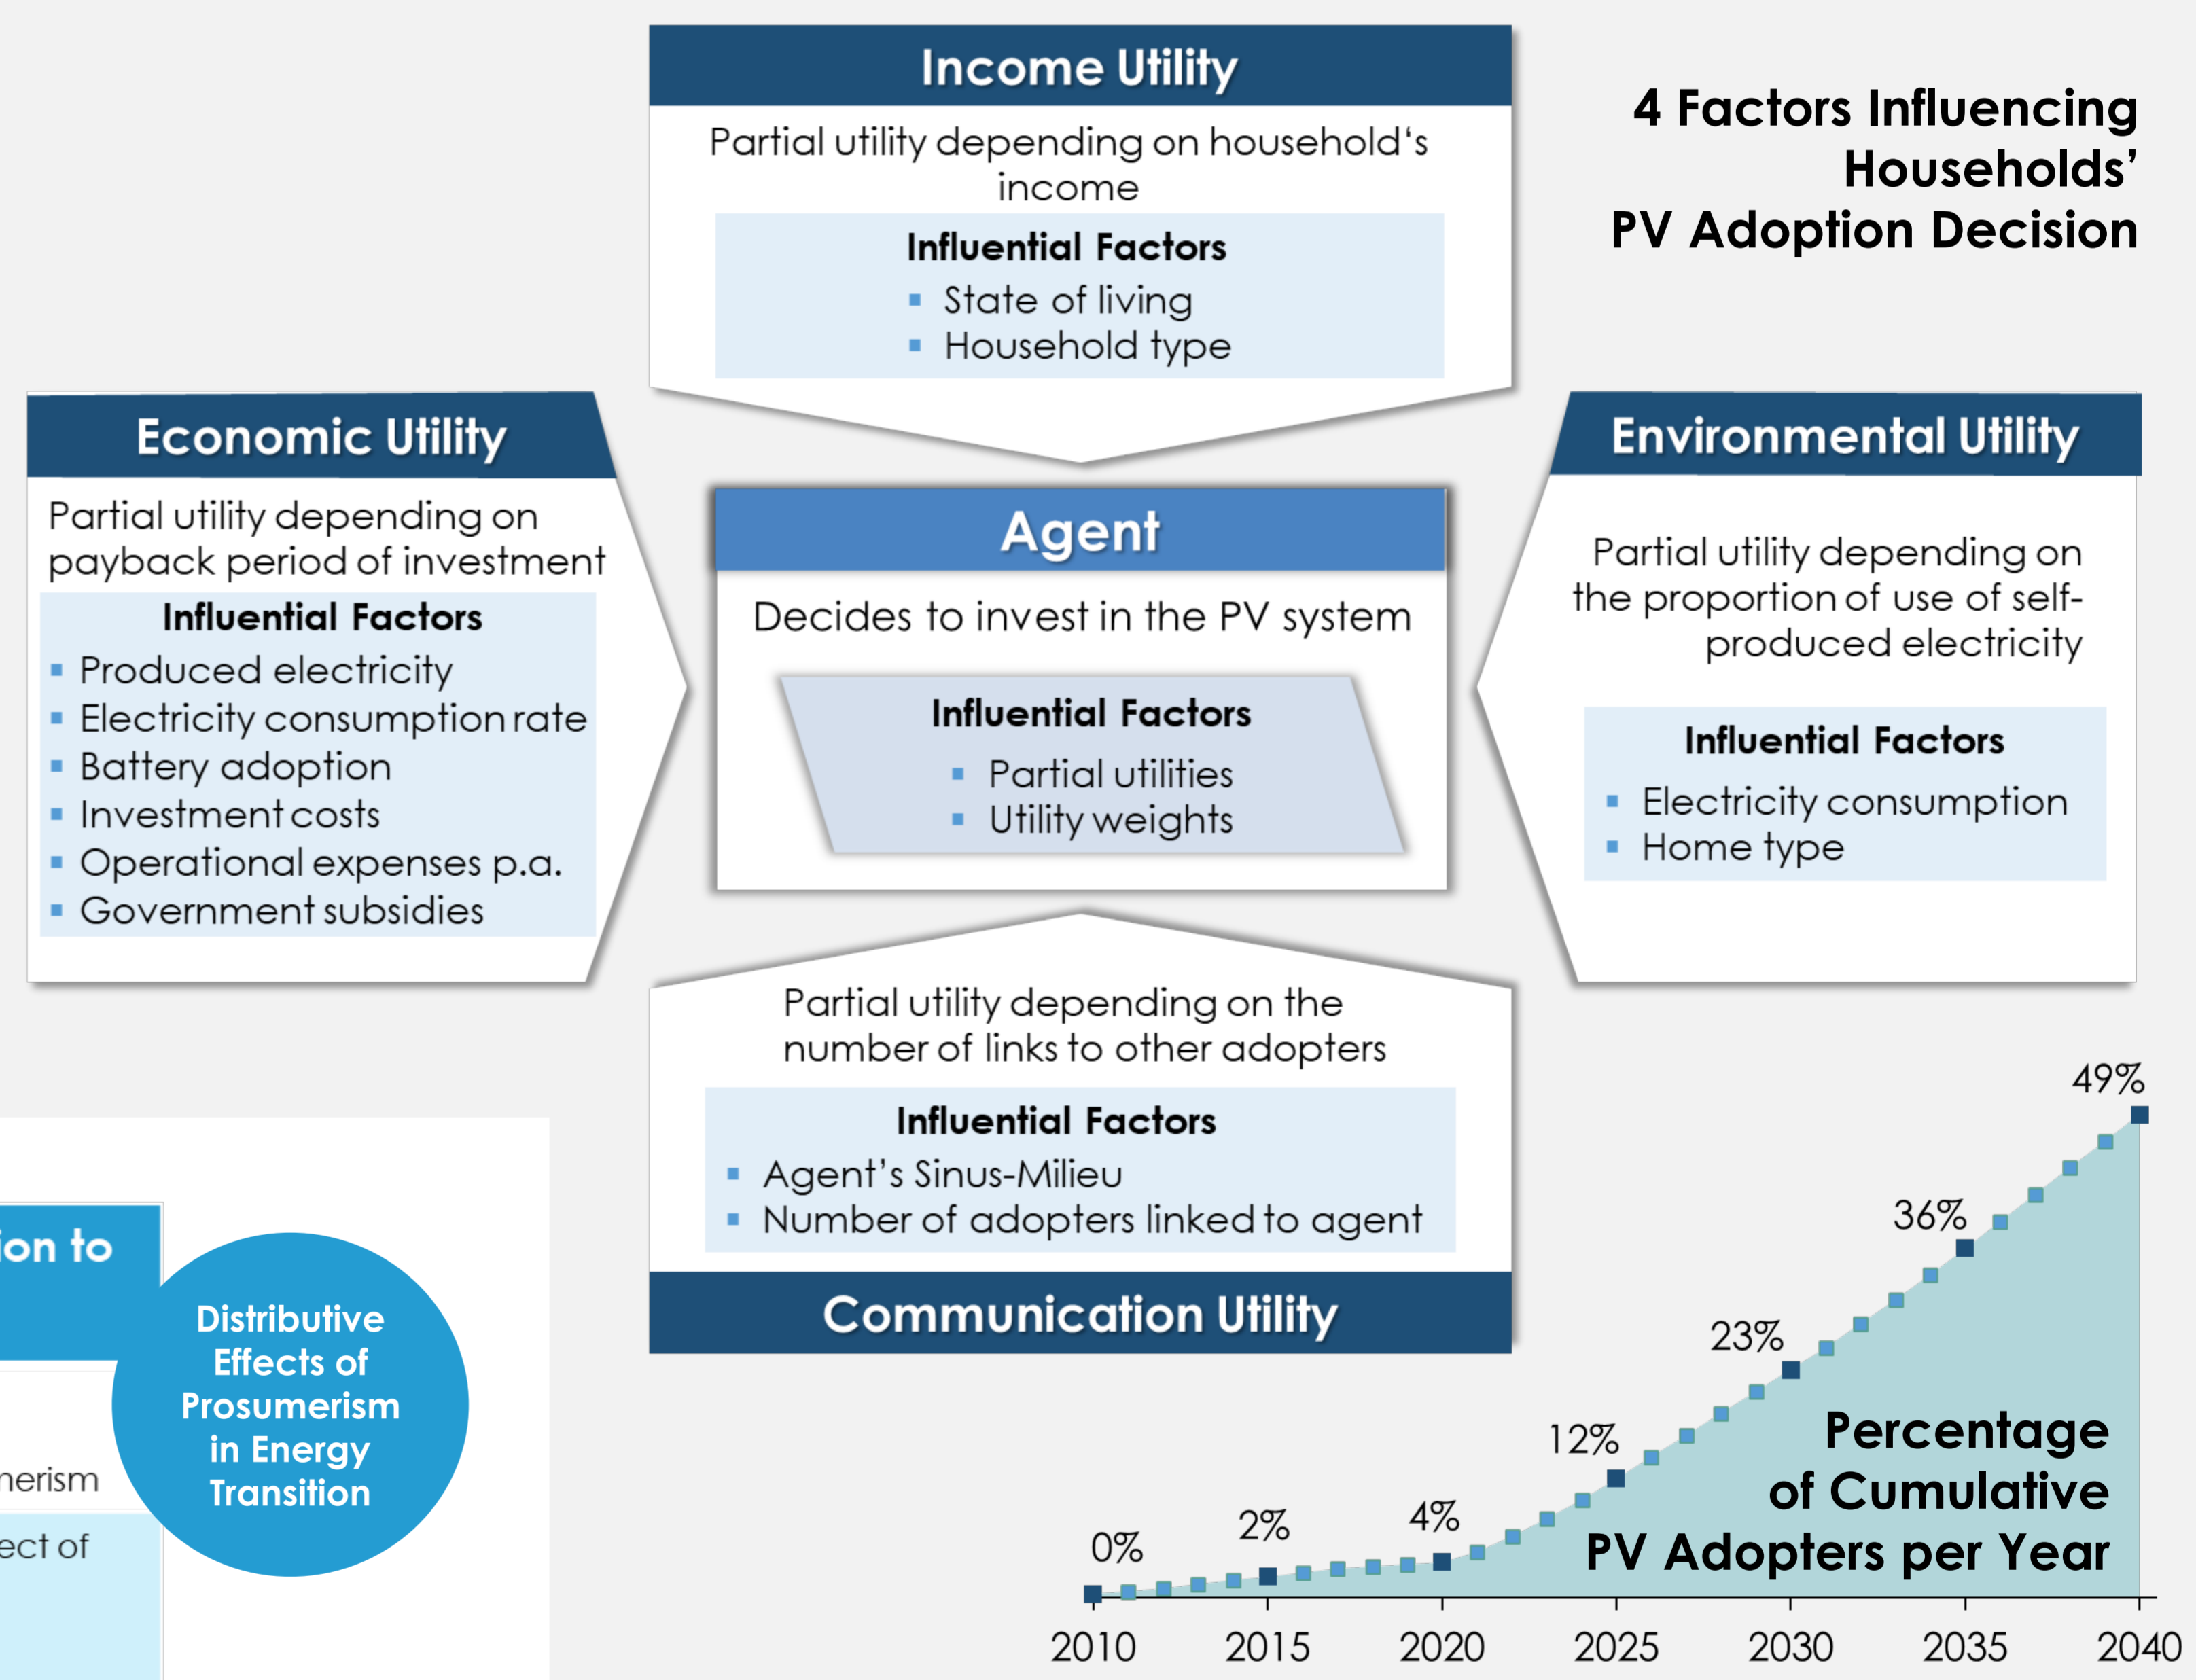 Income Utility
Partial utility depending on household‘s
income
Influential Factors
▪ State of living
▪ Household type
4 Factors Influencing
Households’
PV Adoption Decision
Economic Utility
Partial utility depending on
payback period of investment
Influential Factors
▪ Produced electricity
▪ Electricity consumption rate
▪ Battery adoption
▪ Investment costs
▪ Operational expenses p.a.
▪ Government subsidies
Agent
Decides to invest in the PV system
Influential Factors
▪ Partial utilities
▪ Utility weights
Environmental Utility
Partial utility depending on
the proportion of use of self-
produced electricity
Influential Factors
▪ Electricity consumption
▪ Home type
Partial utility depending on the
number of links to other adopters
Influential Factors
▪ Agent’s Sinus-Milieu
▪ Number of adopters linked to agent
Communication Utility
to
of
Distributive
Effects of
Prosumerism
in Energy
Transition
49%
36%
23%
12%
4%
2%
0%
Percentage
of Cumulative
PV Adopters per Year
2010 2015 2020 2025 2030 2035 2040